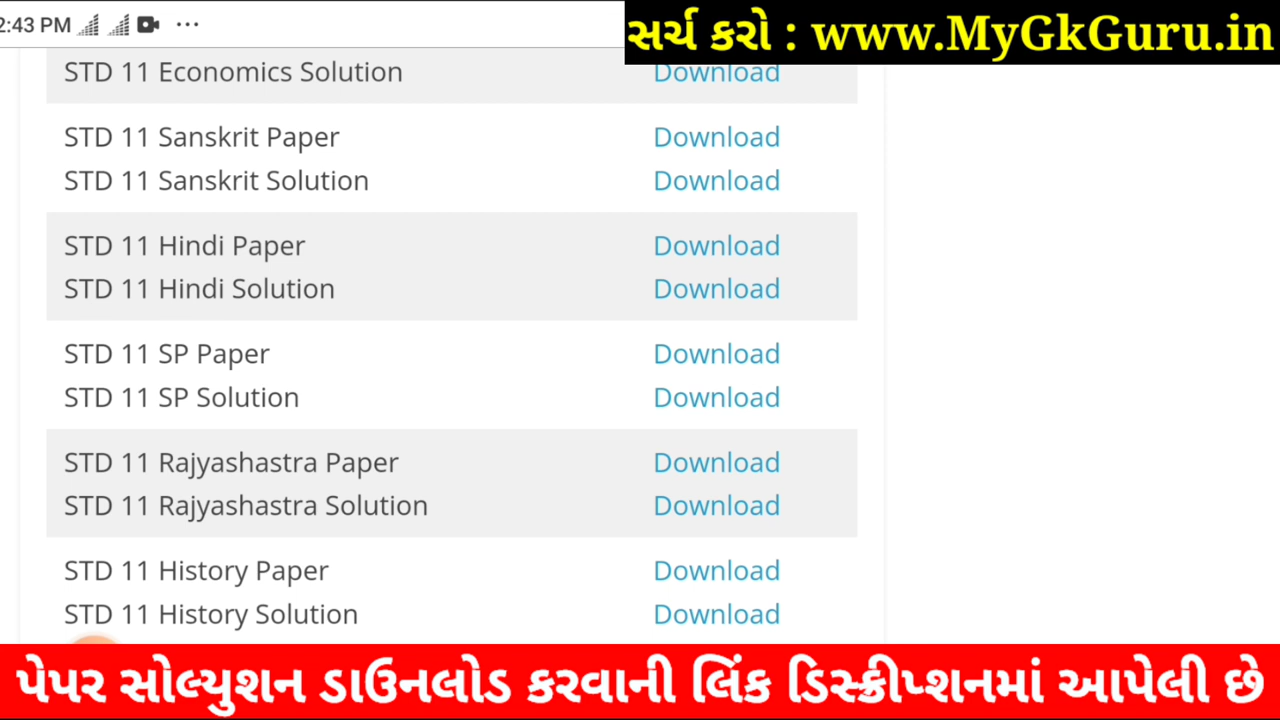 2:43 PM ...
સર્ચ કરો : www.MyGkGuru.in
STD 11 Economics Solution Download
STD 11 Sanskrit Paper Download
STD 11 Sanskrit Solution Download
STD 11 Hindi Paper Download
STD 11 Hindi Solution Download
STD 11 SP Paper Download
STD 11 SP Solution Download
STD 11 Rajyashastra Paper Download
STD 11 Rajyashastra Solution Download
STD 11 History Paper Download
STD 11 History Solution Download
પેપર સોલ્યુશન ડાઉનલોડ કરવાની લિંક ડિસ્ક્રીપ્શનમાં આપેલી છે